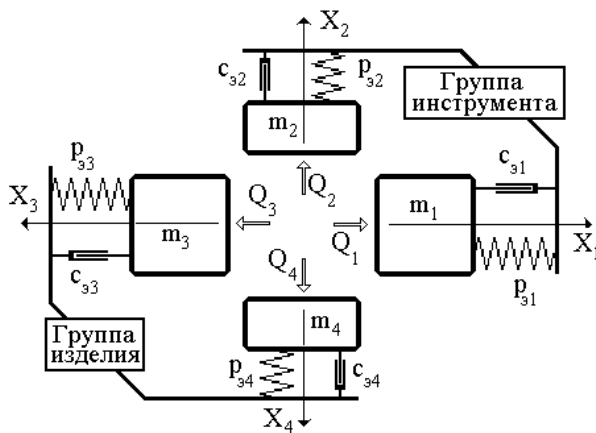 X₂
cэ2
pэ2
Группа
инструмента
m₂
pэ3
cэ1
X₃
Q₃
Q₂
m₁
m₃
Q₄
Q₁
X₁
cэ3
pэ1
Группа
изделия
m₄
pэ4
cэ4
X₄